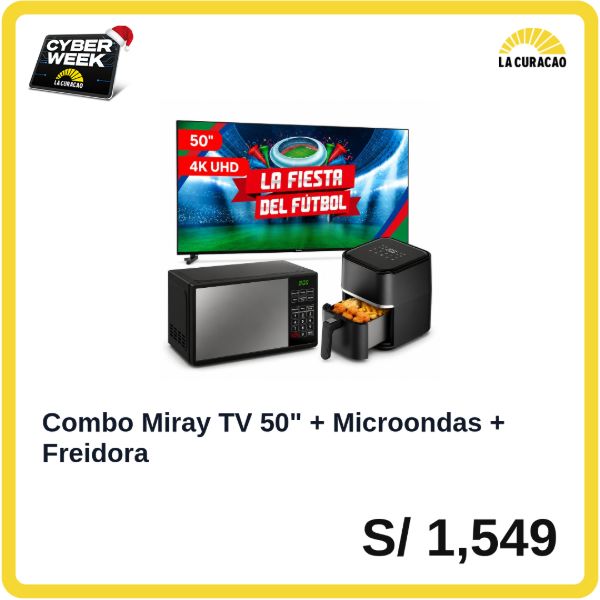 CYBER
WEEK
LA CURACAO
LA CURACAO
50"
4K UHD
LA FIESTA
DEL FÚTBOL
Combo Miray TV 50" + Microondas +
Freidora
S/ 1,549